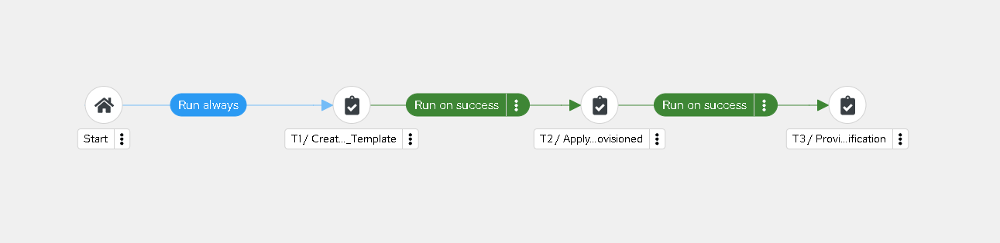 Run always
Run on success
Run on success
Start
T1/ Creat..._Template
T2/ Apply...ovisioned
T3/ Provi...ification